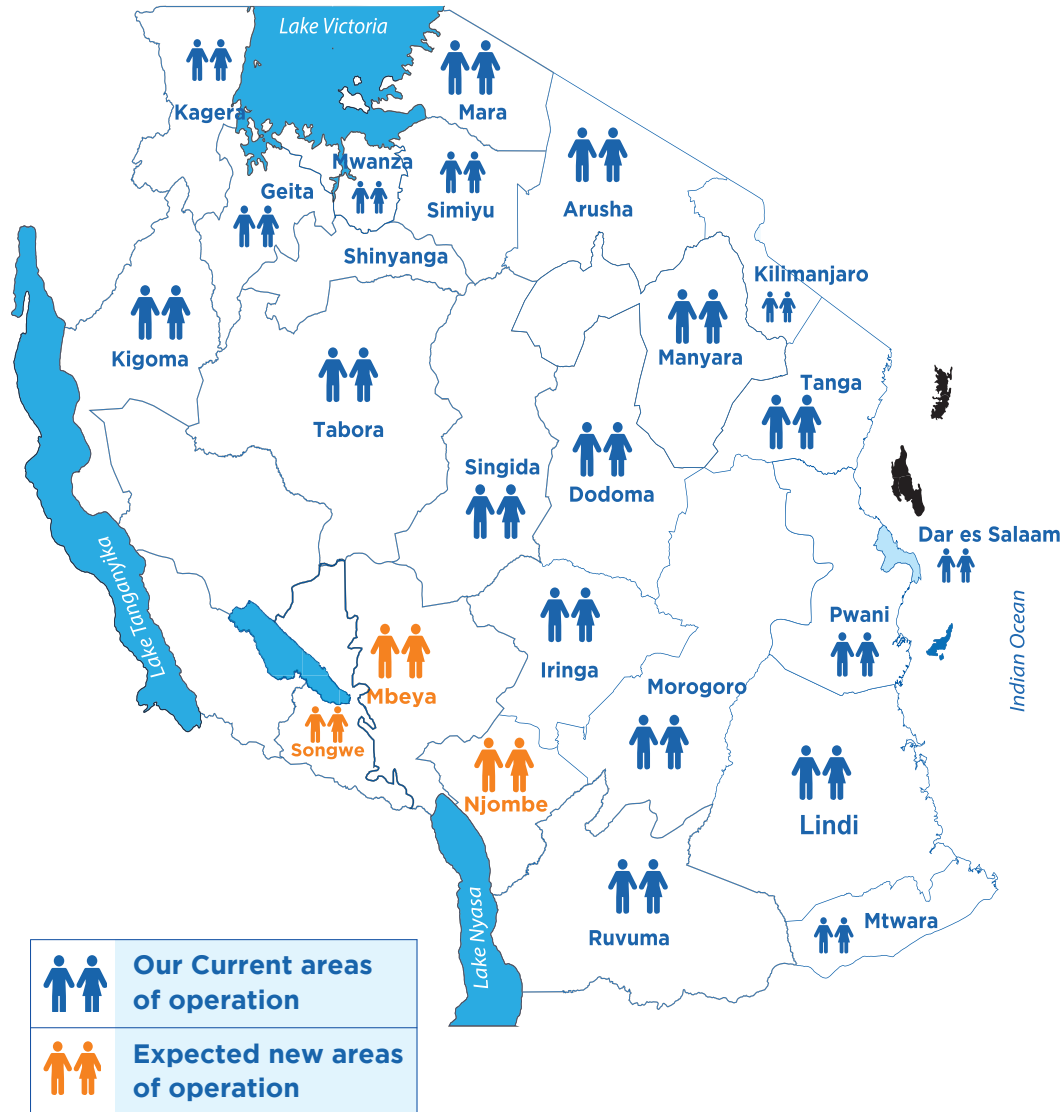 Lake Victoria
Kagera
Mara
Mwanza
Geita
Simiyu
Arusha
Shinyanga
Kilimanjaro
Kigoma
Manyara
Tanga
Tabora
Singida
Dodoma
Dar es Salaam
Lake Tanganyika
Pwani
Indian Ocean
Iringa
Mbeya
Morogoro
Songwe
Njombe
Lindi
Lake Nyasa
Ruvuma
Mtwara
Our Current areas
of operation
Expected new areas
of operation